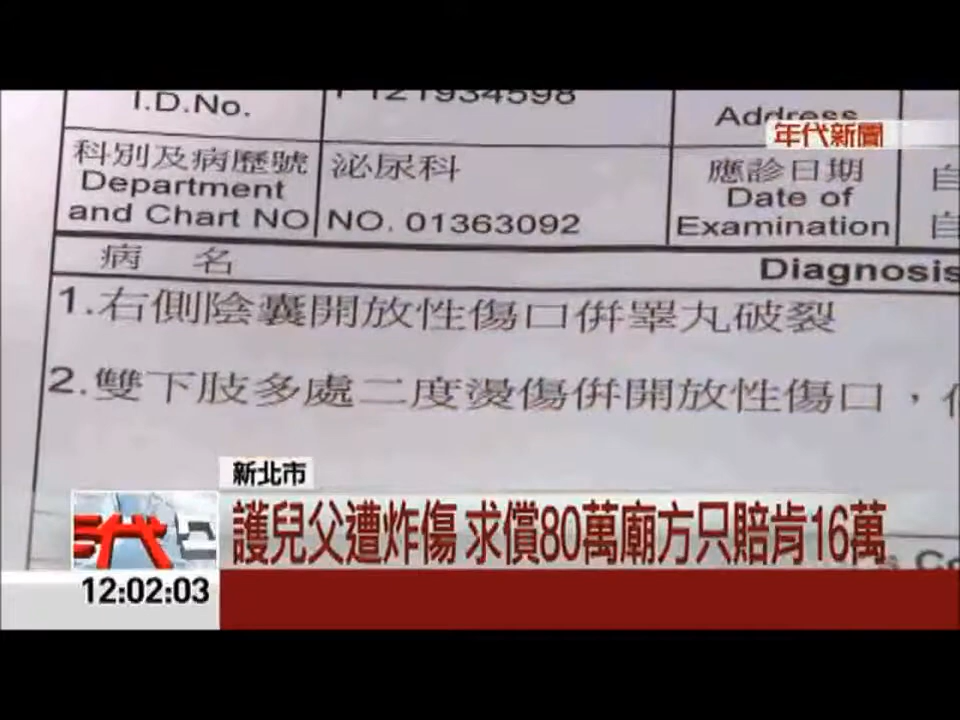 I.D.No.
Address
年代新聞
科別及病歷號
Department
and Chart NO
泌尿科
NO. 01363092
應診日期
Date of
Examination
自
自
病 名
Diagnosis
1.右側陰囊開放性傷口併睪丸破裂
2.雙下肢多處二度燙傷併開放性傷口，
新北市
護兒父遭炸傷 求償80萬廟方只賠肯16萬
12:02:03